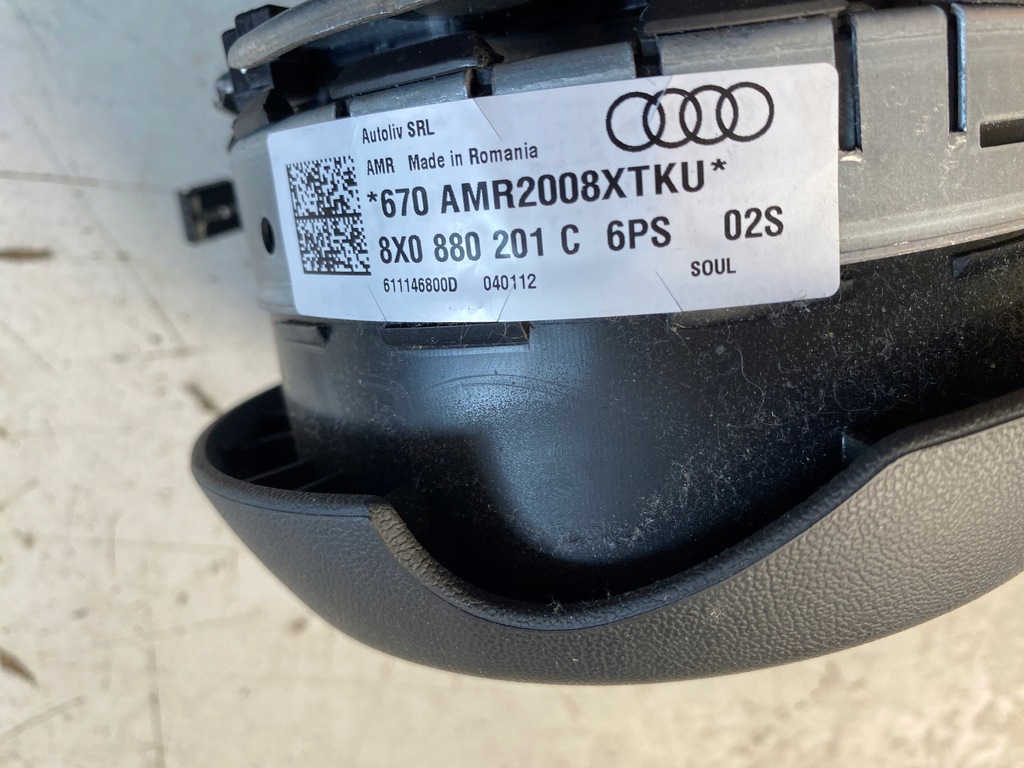 Autoliv SRL
AMR Made in Romania
*670 AMR2008XTKU*
8X0 880 201 C 6PS 02S
611146800D 040112 SOUL